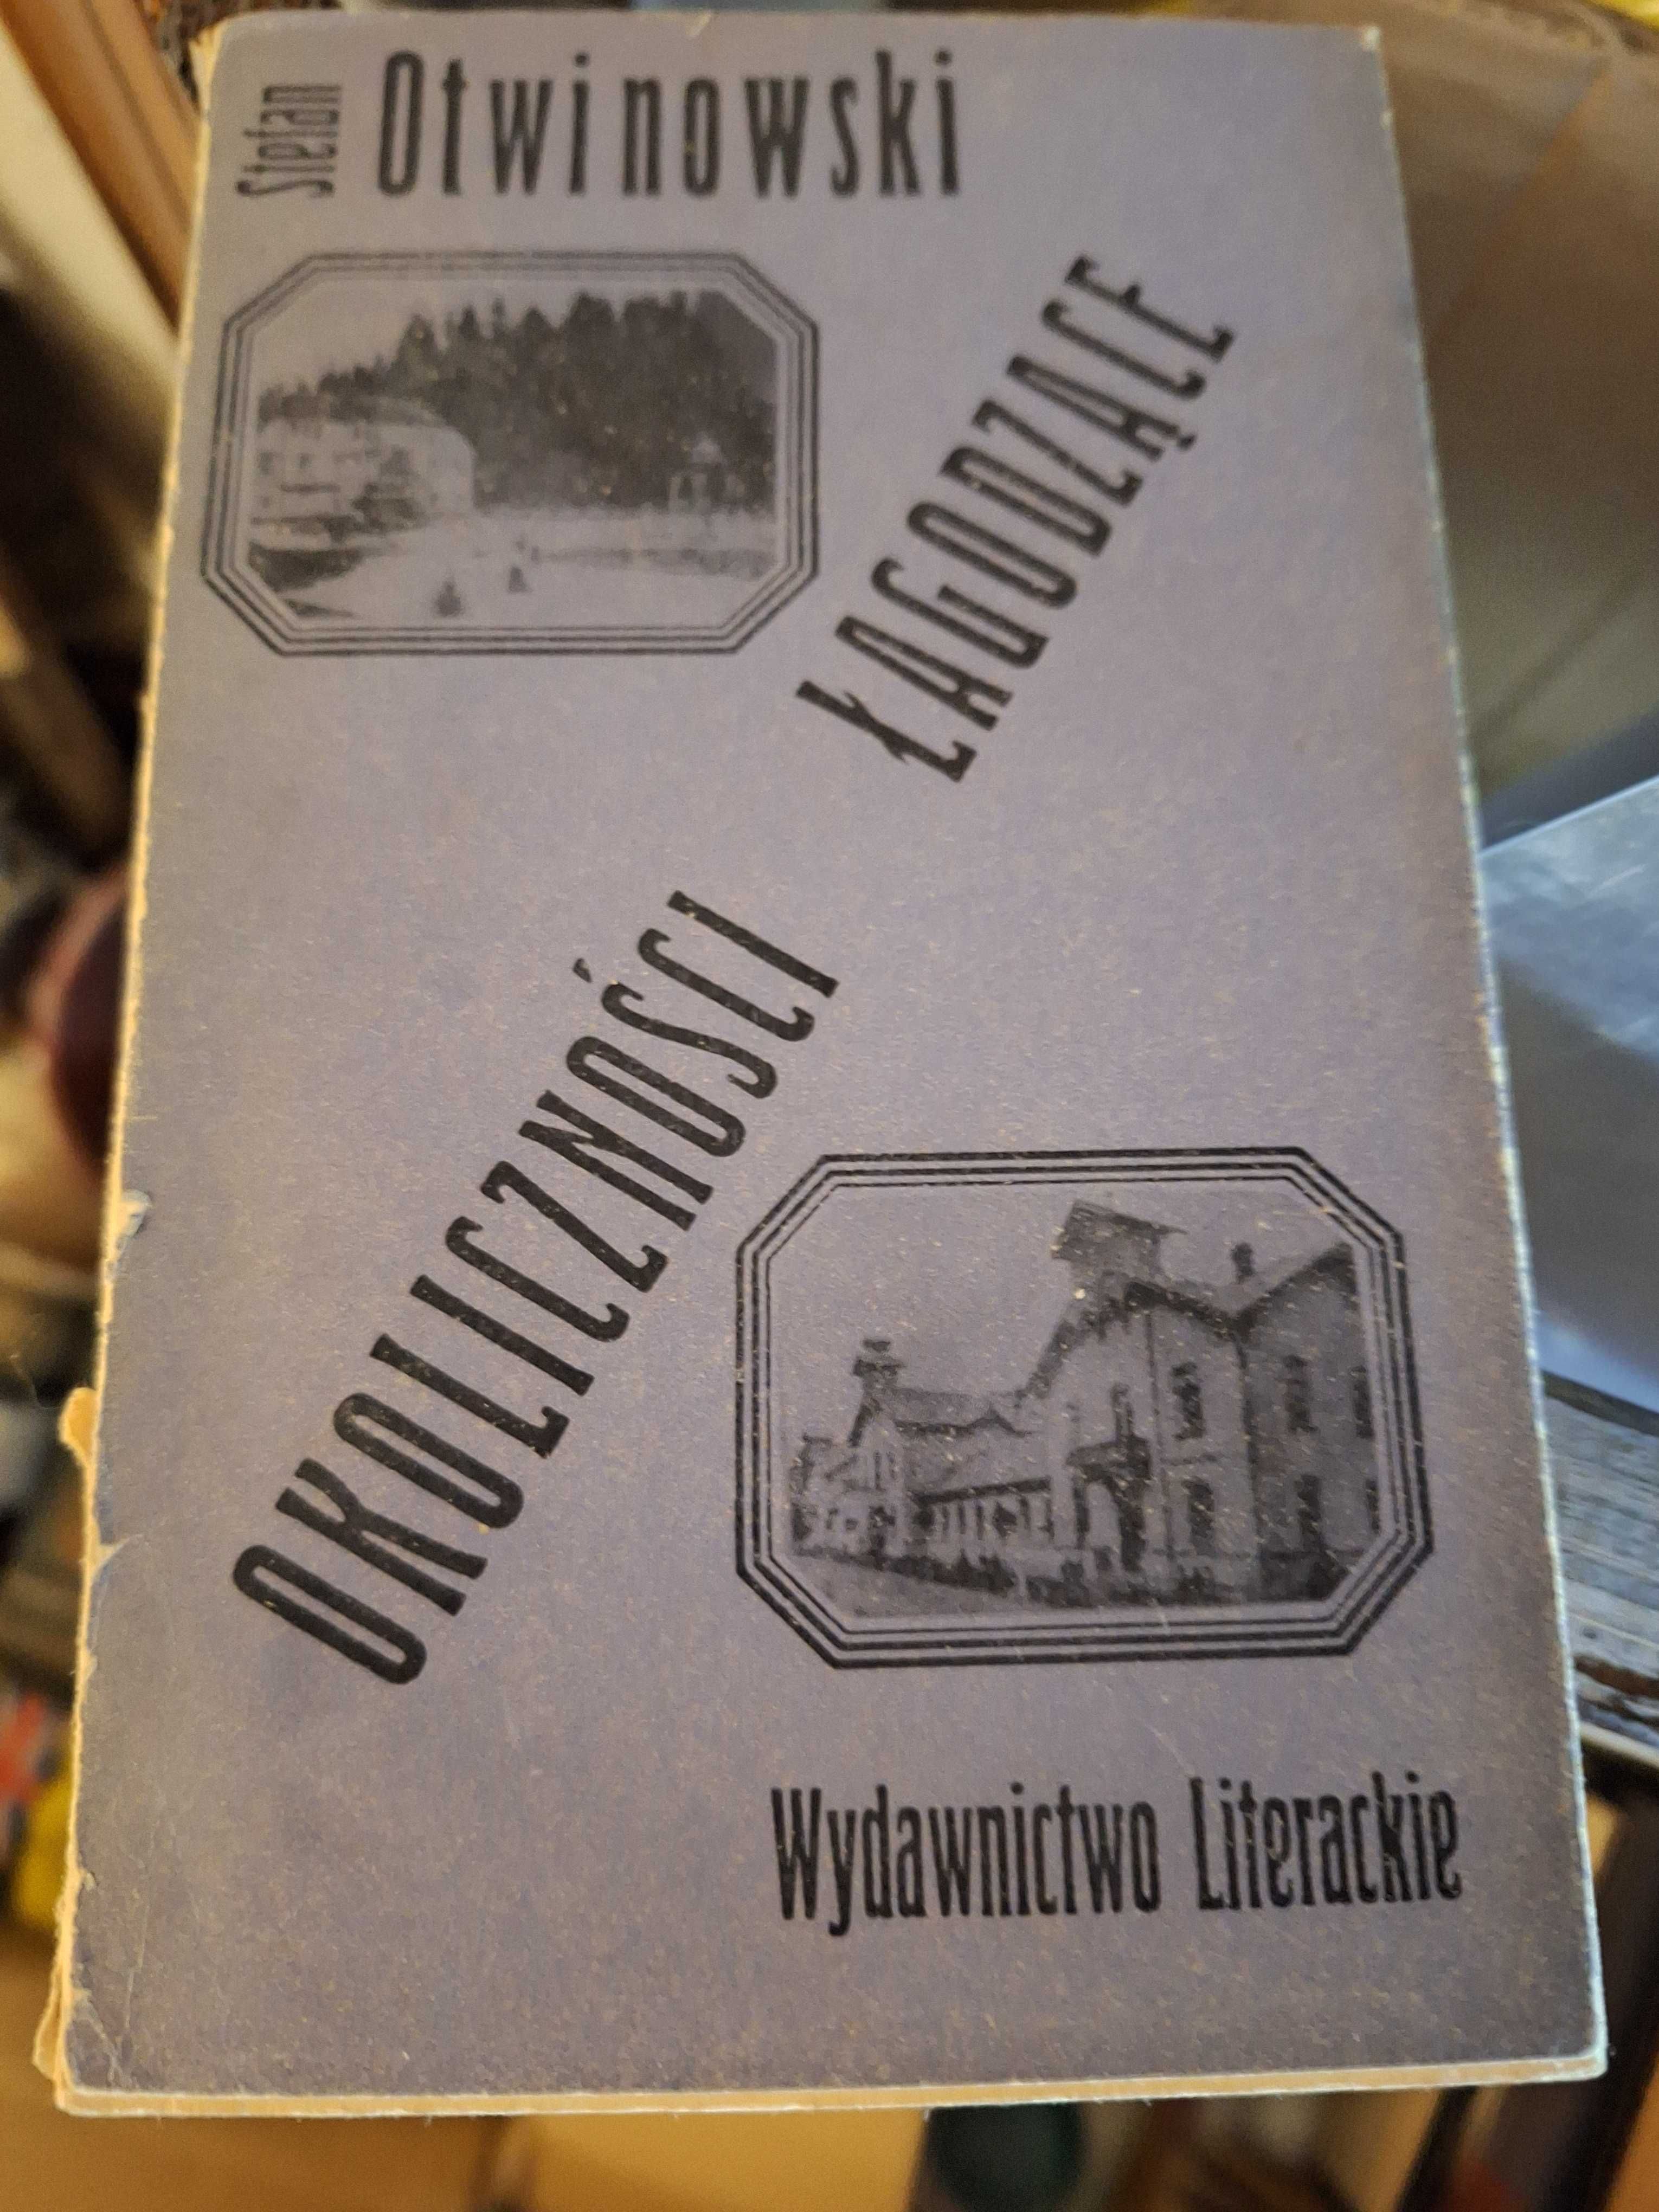 Stefan Otwinowski
OKOLICZNOŚCI
ŁAGODZĄCE
Wydawnictwo Literackie